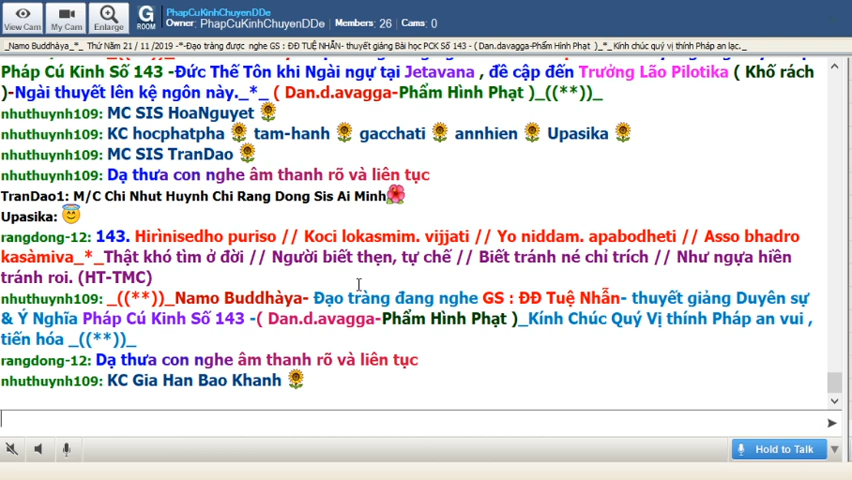 View Cam
My Cam
Enlarge
G
ROOM
PhapCuKinhChuyenDDe
Owner: PhapCuKinhChuyenDDe Members: 26 Cams: 0
_Namo Buddhàya_*_ Thứ Năm 21 / 11 /2019 -*-Đạo tràng được nghe GS : ĐĐ TUỆ NHẪN- thuyết giảng Bài học PCK Số 143 - ( Dan.davagga-Phẩm Hình Phạt )_*_ Kính chúc quý vị thính Pháp an lạc._
Pháp Cú Kinh Số 143 -Đức Thế Tôn khi Ngài ngự tại Jetavana , đề cập đến Trưởng Lão Pilotika ( Khố rách
)-Ngài thuyết lên kệ ngôn này._*_ ( Dan.d.avagga-Phẩm Hình Phạt )_((**))_
nhuthuynh109: MC SIS HoaNguyet
nhuthuynh109: KC hocphatpha tam-hanh gacchati annhien Upasika
nhuthuynh109: MC SIS TranDao
nhuthuynh109: Dạ thưa con nghe âm thanh rõ và liên tục
TranDao1: M/C Chi Nhut Huynh Chi Rang Dong Sis Ai Minh
Upasika:
rangdong-12: 143. Hirìnisedho puriso // Koci lokasmim. vijjati // Yo niddam. apabodheti // Asso bhadro
kasàmiva_*_Thật khó tìm ở đời // Người biết thẹn, tự chế // Biết tránh né chỉ trích // Như ngựa hiền
tránh roi. (HT-TMC)
nhuthuynh109: _((**))_Namo Buddhàya- Đạo tràng đang nghe GS : ĐĐ Tuệ Nhẫn- thuyết giảng Duyên sự
& Ý Nghĩa Pháp Cú Kinh Số 143 -( Dan.d.avagga-Phẩm Hình Phạt )_Kính Chúc Quý Vị thính Pháp an vui ,
tiến hóa _((**))_
rangdong-12: Dạ thưa con nghe âm thanh rõ và liên tục
nhuthuynh109: KC Gia Han Bao Khanh
Hold to Talk